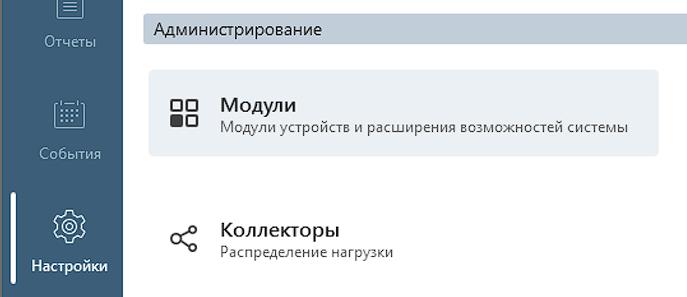 Отчеты
События
Настройки
Администрирование
Модули
Модули устройств и расширения возможностей системы
Коллекторы
Распределение нагрузки